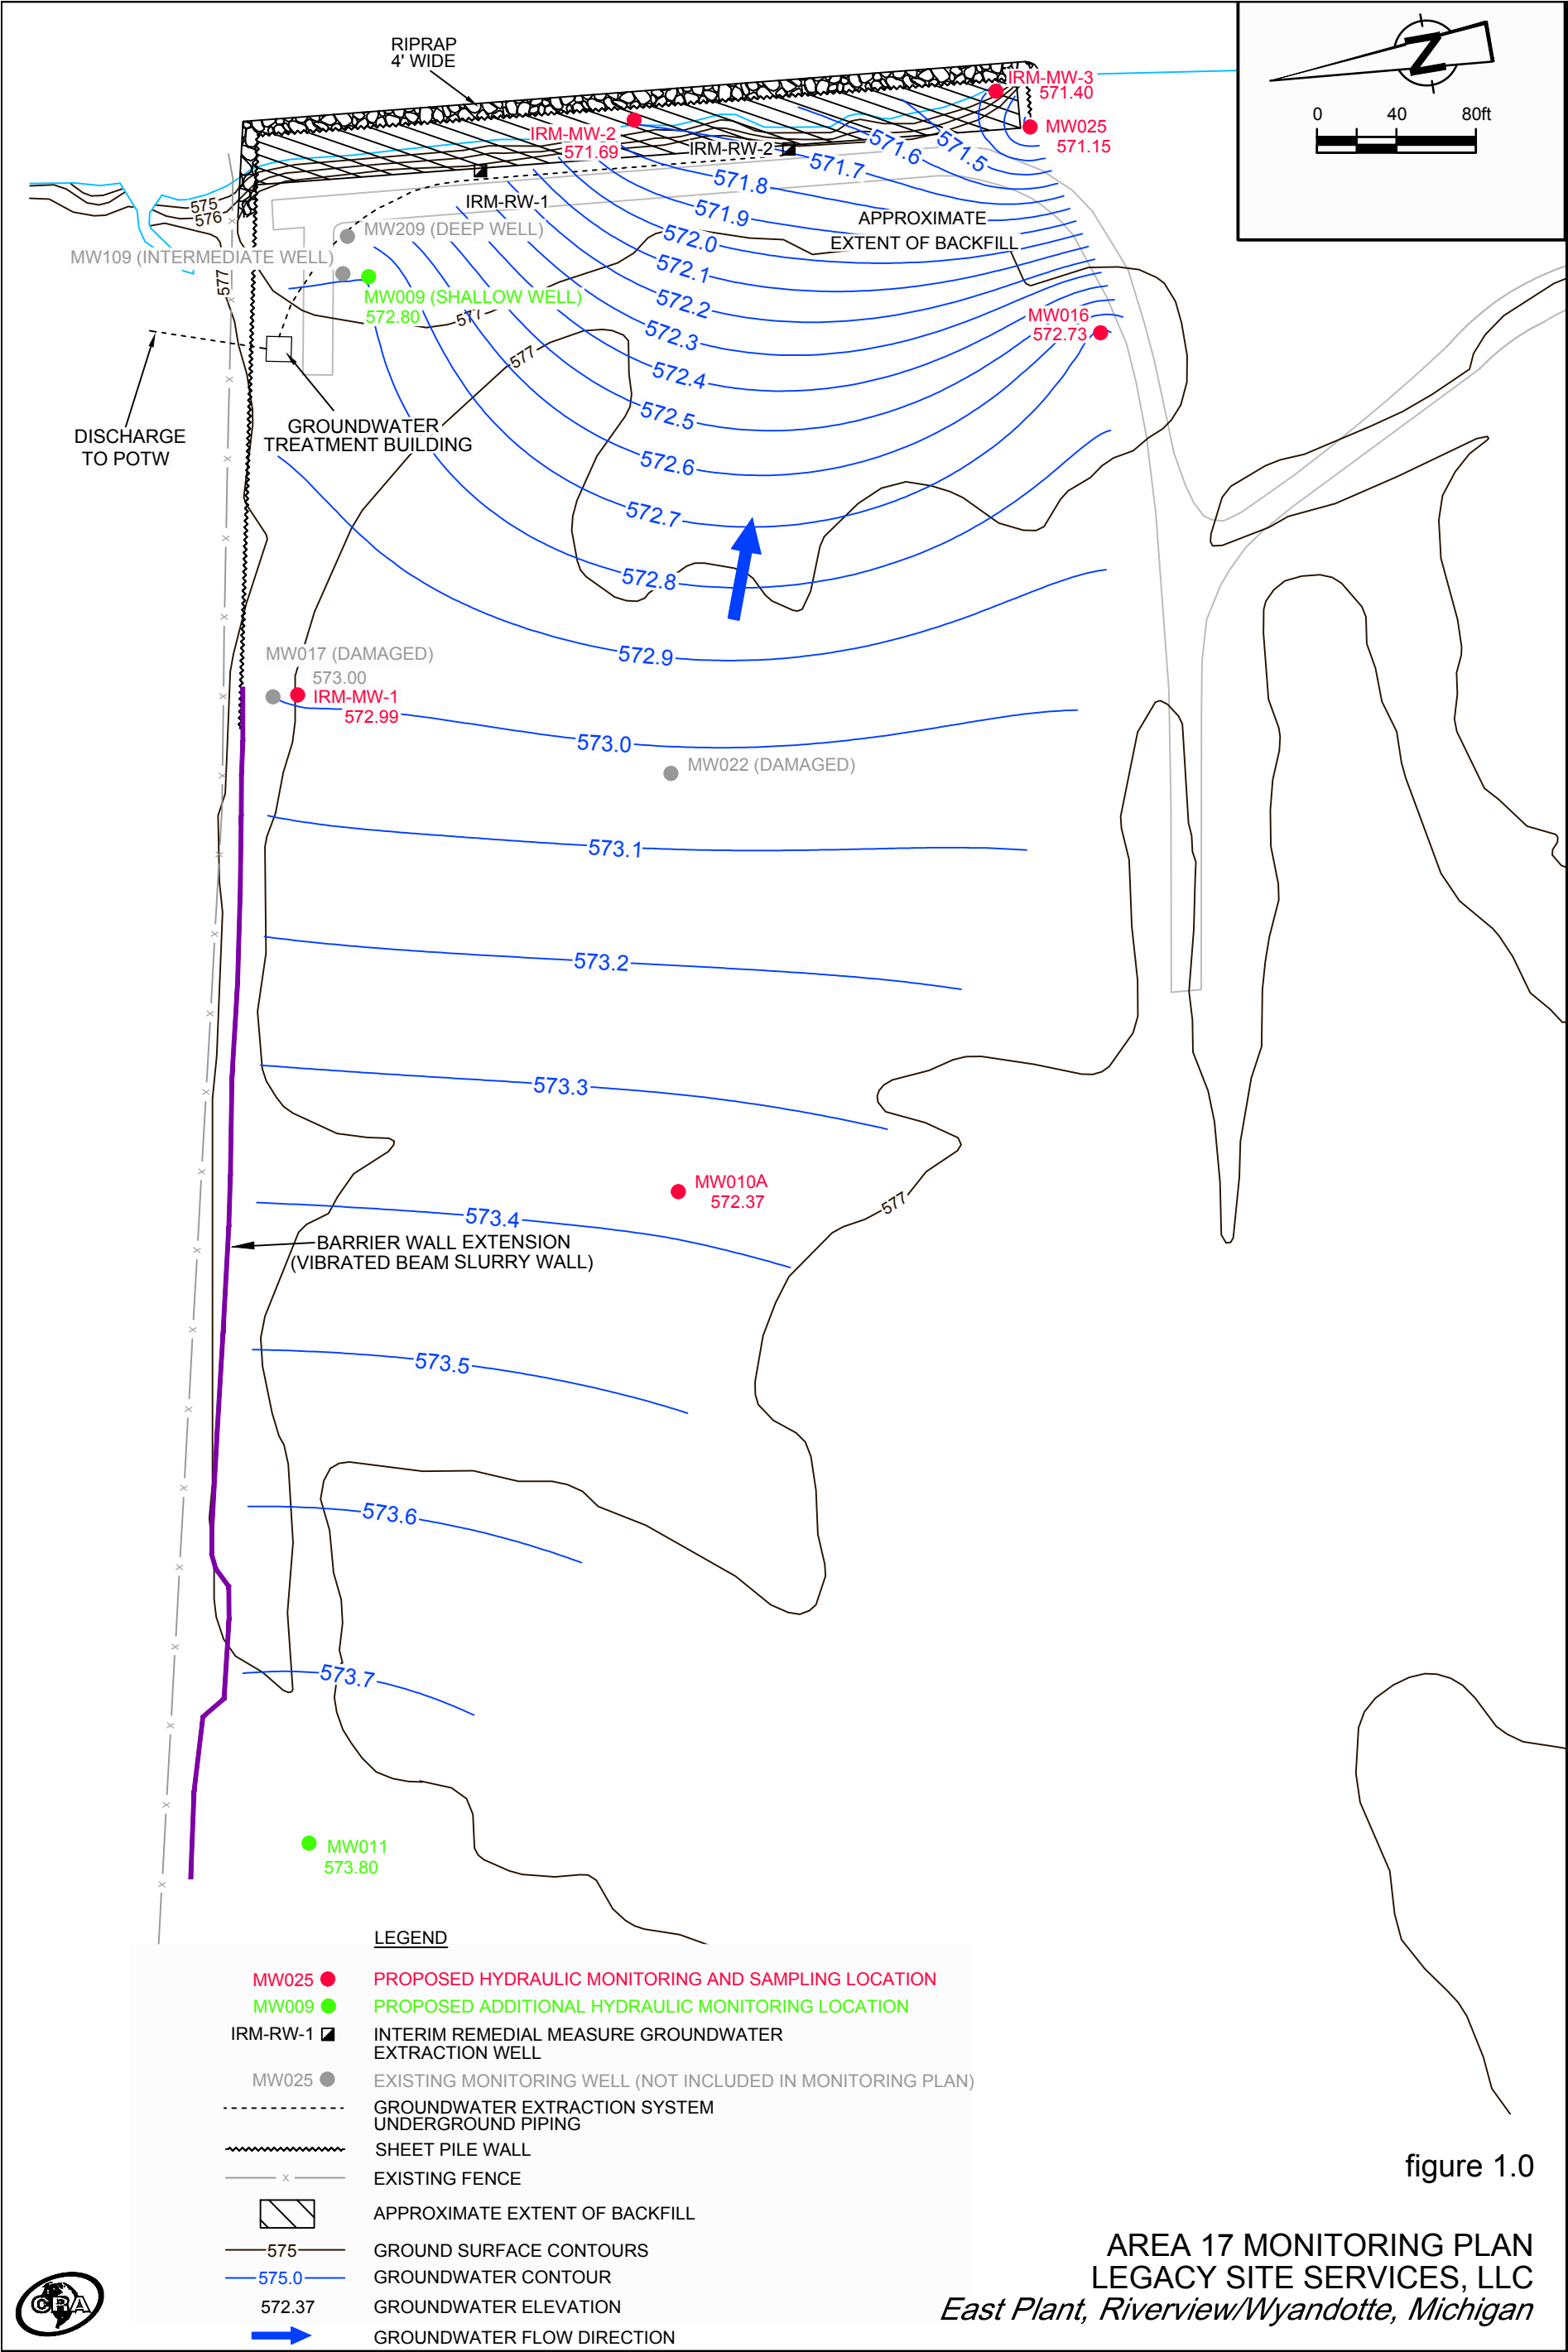 RIPRAP
4' WIDE
Z
0 40 80ft
IRM-MW-3
571.40
MW025
571.15
IRM-MW-2
571.69
IRM-RW-2
IRM-RW-1
571.5
571.6
571.7
571.8
571.9
572.0
572.1
572.2
572.3
572.4
572.5
572.6
572.7
572.8
572.9
573.0
573.1
573.2
573.3
573.4
573.5
573.6
573.7
APPROXIMATE
EXTENT OF BACKFILL
575
576
577
577
577
577
MW209 (DEEP WELL)
MW109 (INTERMEDIATE WELL)
MW009 (SHALLOW WELL)
572.80
MW016
572.73
DISCHARGE
TO POTW
GROUNDWATER
TREATMENT BUILDING
MW017 (DAMAGED)
573.00
IRM-MW-1
572.99
MW022 (DAMAGED)
MW010A
572.37
BARRIER WALL EXTENSION
(VIBRATED BEAM SLURRY WALL)
MW011
573.80
LEGEND
MW025 PROPOSED HYDRAULIC MONITORING AND SAMPLING LOCATION
MW009 PROPOSED ADDITIONAL HYDRAULIC MONITORING LOCATION
IRM-RW-1 INTERIM REMEDIAL MEASURE GROUNDWATER
EXTRACTION WELL
MW025 EXISTING MONITORING WELL (NOT INCLUDED IN MONITORING PLAN)
GROUNDWATER EXTRACTION SYSTEM
UNDERGROUND PIPING
SHEET PILE WALL
x EXISTING FENCE
APPROXIMATE EXTENT OF BACKFILL
575 GROUND SURFACE CONTOURS
575.0 GROUNDWATER CONTOUR
572.37 GROUNDWATER ELEVATION
GROUNDWATER FLOW DIRECTION
CRA
figure 1.0
AREA 17 MONITORING PLAN
LEGACY SITE SERVICES, LLC
East Plant, Riverview/Wyandotte, Michigan